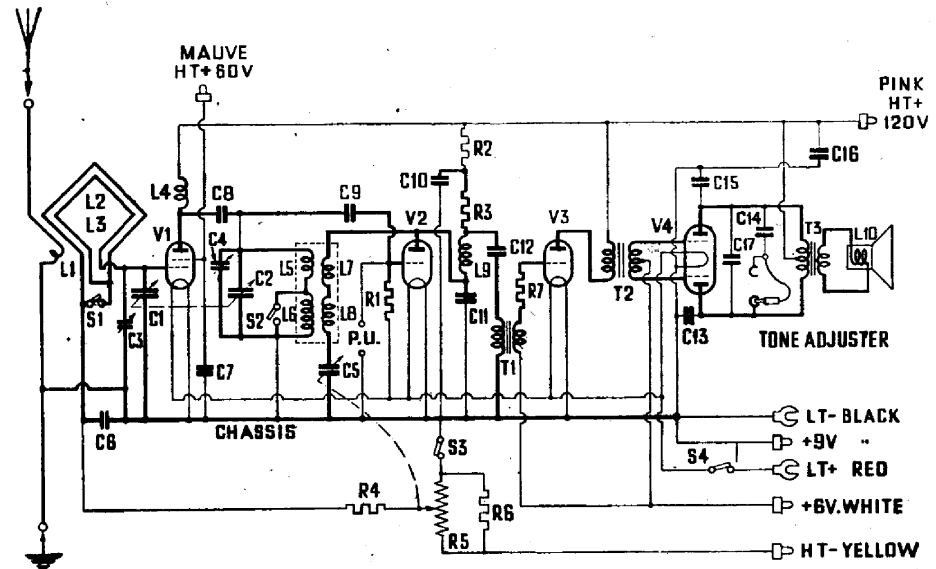 MAUVE
HT+60V
PINK
HT+
120V
R2
C16
L4
C8
C9
C10
C15
L2
L3
V1
V2
R3
V3
V4
C14
T3
L10
C4
C12
C17
L1
C2
L5
L7
L9
R7
T2
S1
C1
S2
L6
L8
R1
C11
C3
P.U.
C13
TONE ADJUSTER
C7
C5
T1
C6
CHASSIS
LT- BLACK
S3
+9V "
S4
LT+ RED
R4
R6
+6V. WHITE
R5
HT-YELLOW